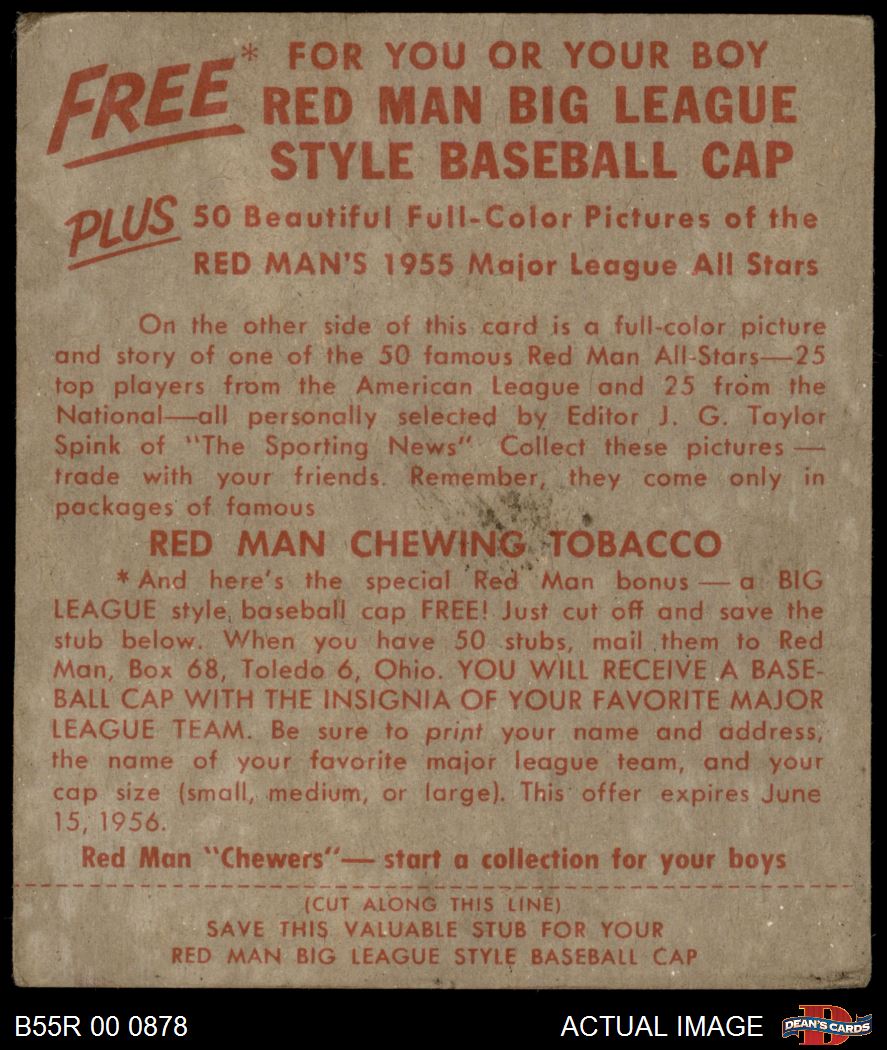 FREE* FOR YOU OR YOUR BOY
RED MAN BIG LEAGUE
STYLE BASEBALL CAP
PLUS 50 Beautiful Full-Color Pictures of the
RED MAN'S 1955 Major League All Stars
On the other side of this card is a full-color picture
and story of one of the 50 famous Red Man All-Stars—25
top players from the American League and 25 from the
National—all personally selected by Editor J. G. Taylor
Spink of "The Sporting News" Collect these pictures —
trade with your friends. Remember, they come only in
packages of famous
RED MAN CHEWING TOBACCO
*And here's the special Red Man bonus — a BIG
LEAGUE style baseball cap FREE! Just cut off and save the
stub below. When you have 50 stubs, mail them to Red
Man, Box 68, Toledo 6, Ohio. YOU WILL RECEIVE A BASE-
BALL CAP WITH THE INSIGNIA OF YOUR FAVORITE MAJOR
LEAGUE TEAM. Be sure to print your name and address,
the name of your favorite major league team, and your
cap size (small, medium, or large). This offer expires June
15, 1956.
Red Man "Chewers"— start a collection for your boys
(CUT ALONG THIS LINE)
SAVE THIS VALUABLE STUB FOR YOUR
RED MAN BIG LEAGUE STYLE BASEBALL CAP
B55R 00 0878 ACTUAL IMAGE DEAN'S CARDS